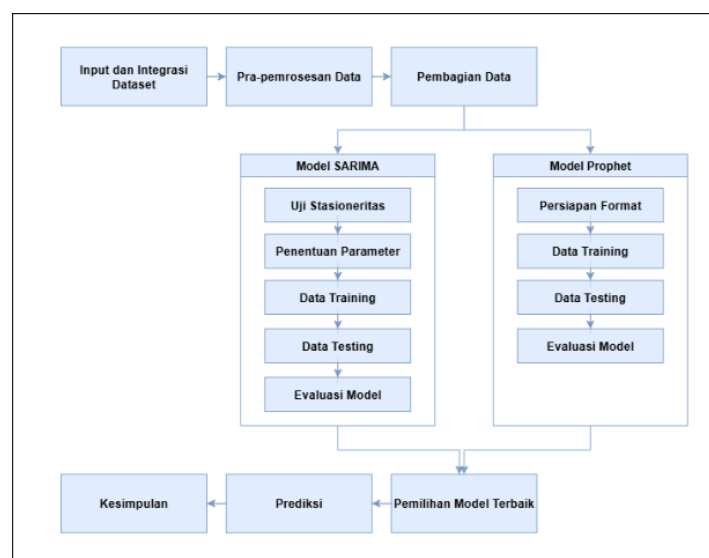 Input dan Integrasi
Dataset
Pra-pemrosesan Data
Pembagian Data
Model SARIMA
Uji Stasioneritas
Penentuan Parameter
Data Training
Data Testing
Evaluasi Model
Model Prophet
Persiapan Format
Data Training
Data Testing
Evaluasi Model
Pemilihan Model Terbaik
Prediksi
Kesimpulan